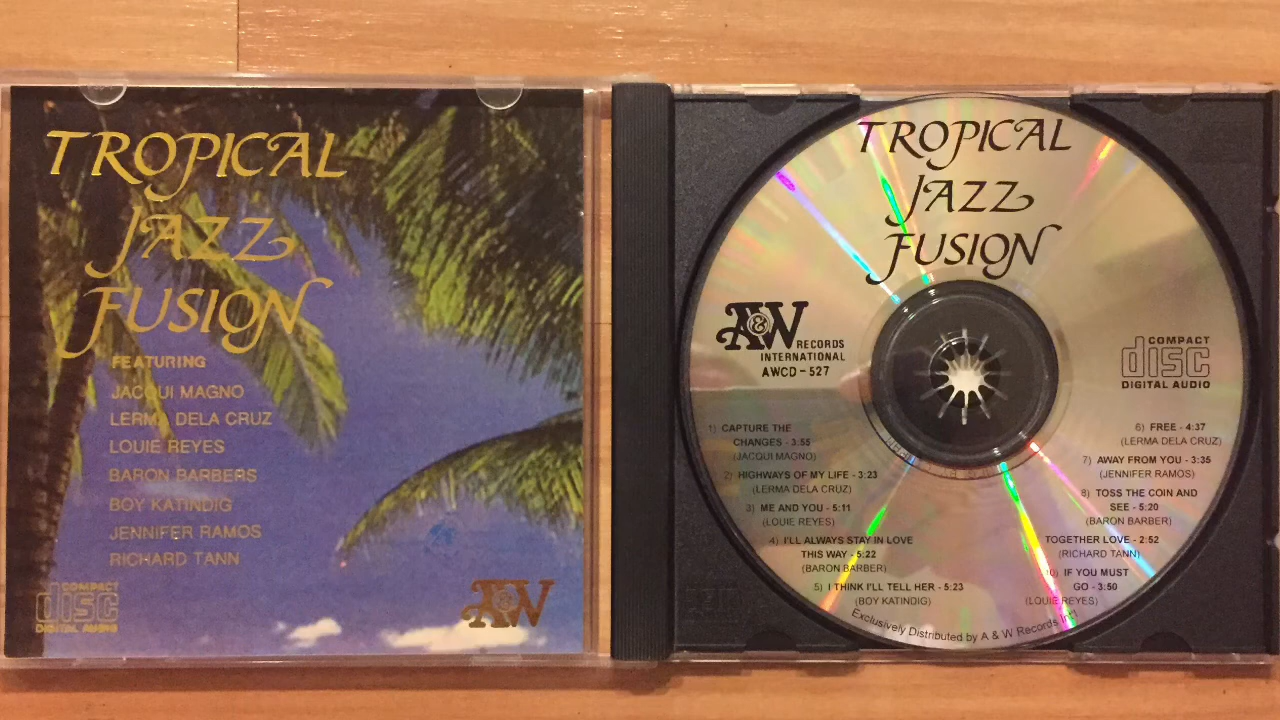 TROPICAL
JAZZ
FUSION
FEATURING
JACQUI MAGNO
LERMA DELA CRUZ
LOUIE REYES
BARON BARBERS
BOY KATINDIG
JENNIFER RAMOS
RICHARD TANN
COMPACT
disc
DIGITAL AUDIO
A&W
TROPICAL
JAZZ
FUSION
A&W RECORDS
INTERNATIONAL
AWCD-527
COMPACT
disc
DIGITAL AUDIO
1) CAPTURE THE
CHANGES - 3:55
(JACQUI MAGNO)
2) HIGHWAYS OF MY LIFE - 3:23
(LERMA DELA CRUZ)
3) ME AND YOU - 5:11
(LOUIE REYES)
4) I'LL ALWAYS STAY IN LOVE
THIS WAY - 5:22
(BARON BARBER)
5) I THINK I'LL TELL HER - 5:23
(BOY KATINDIG)
6) FREE - 4:37
(LERMA DELA CRUZ)
7) AWAY FROM YOU - 3:35
(JENNIFER RAMOS)
8) TOSS THE COIN AND
SEE - 5:20
(BARON BARBER)
TOGETHER LOVE - 2:52
(RICHARD TANN)
10) IF YOU MUST
GO - 3:50
(LOUIE REYES)
Exclusively Distributed by A & W Records Int'l